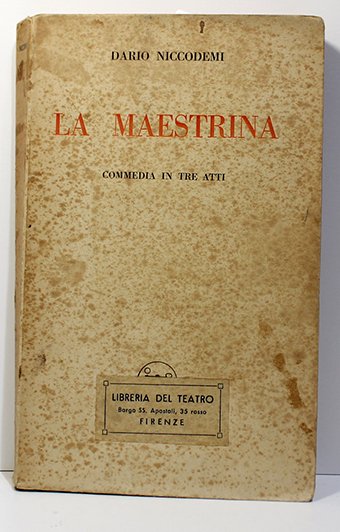 DARIO NICCODEMI
LA MAESTRINA
COMMEDIA IN TRE ATTI
LIBRERIA DEL TEATRO
Borgo SS. Apostoli, 35 rosso
FIRENZE